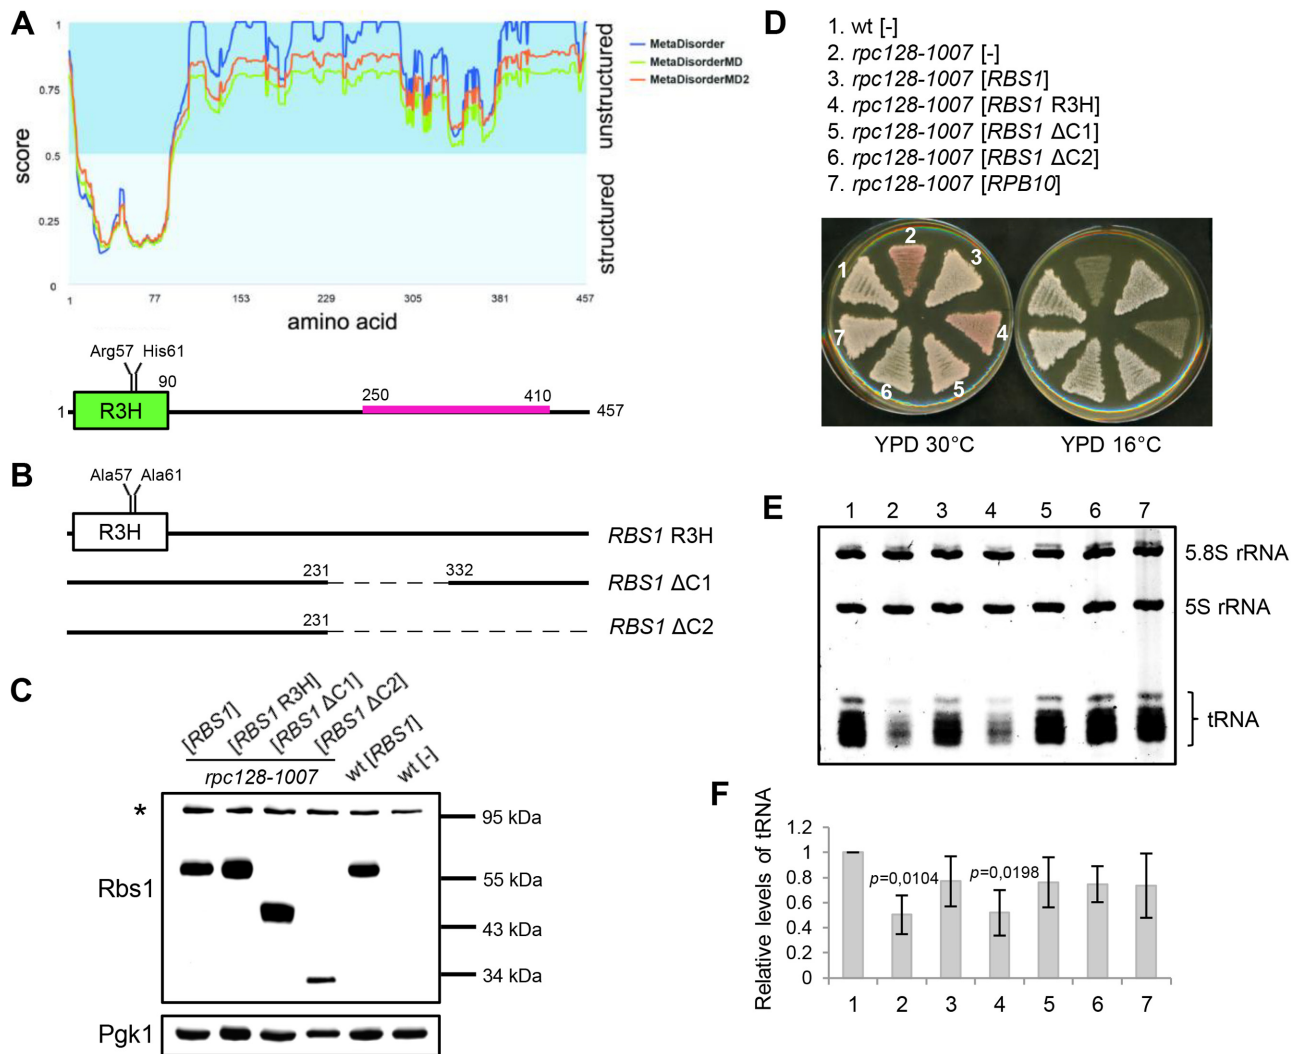 A
score
1
0.75
0.5
0.25
0
1 77 153 229 305 381 457
amino acid
unstructured
structured
MetaDisorder
MetaDisorderMD
MetaDisorderMD2
Arg57 His61
90
250 410
1 R3H 457
B
Ala57 Ala61
R3H
RBS1 R3H
231 332
RBS1 ΔC1
231
RBS1 ΔC2
C
[RBS1]
[RBS1 R3H]
[RBS1 ΔC1]
[RBS1 ΔC2]
wt [RBS1]
wt [-]
rpc128-1007
*
95 kDa
Rbs1
55 kDa
43 kDa
34 kDa
Pgk1
D
1. wt [-]
2. rpc128-1007 [-]
3. rpc128-1007 [RBS1]
4. rpc128-1007 [RBS1 R3H]
5. rpc128-1007 [RBS1 ΔC1]
6. rpc128-1007 [RBS1 ΔC2]
7. rpc128-1007 [RPB10]
1
2
3
4
5
6
7
YPD 30°C YPD 16°C
E
1 2 3 4 5 6 7
5.8S rRNA
5S rRNA
tRNA
F
Relative levels of tRNA
1.2
1
0.8
0.6
0.4
0.2
0
p=0,0104
p=0,0198
1 2 3 4 5 6 7